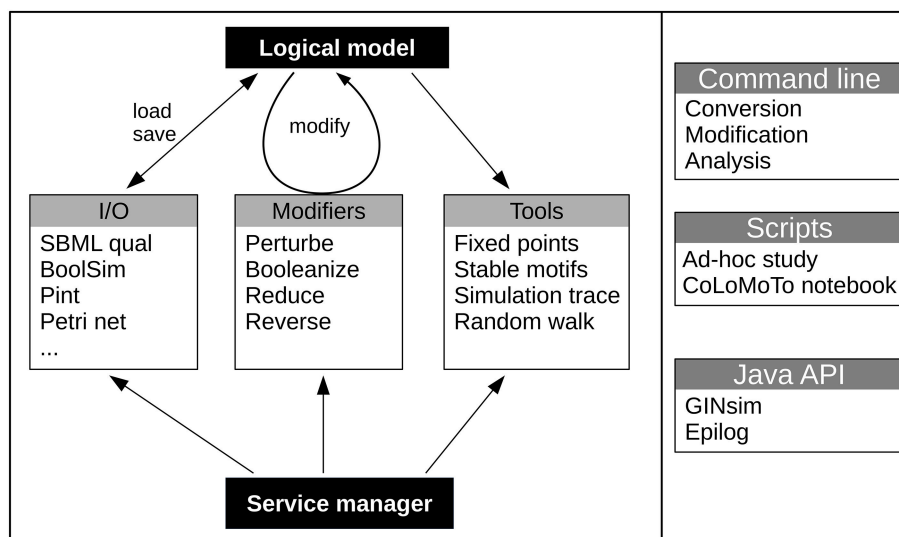 Logical model
load
save
modify
I/O
SBML qual
BoolSim
Pint
Petri net
...
Modifiers
Perturbe
Booleanize
Reduce
Reverse
Tools
Fixed points
Stable motifs
Simulation trace
Random walk
Service manager
Command line
Conversion
Modification
Analysis
Scripts
Ad-hoc study
CoLoMoTo notebook
Java API
GINsim
Epilog